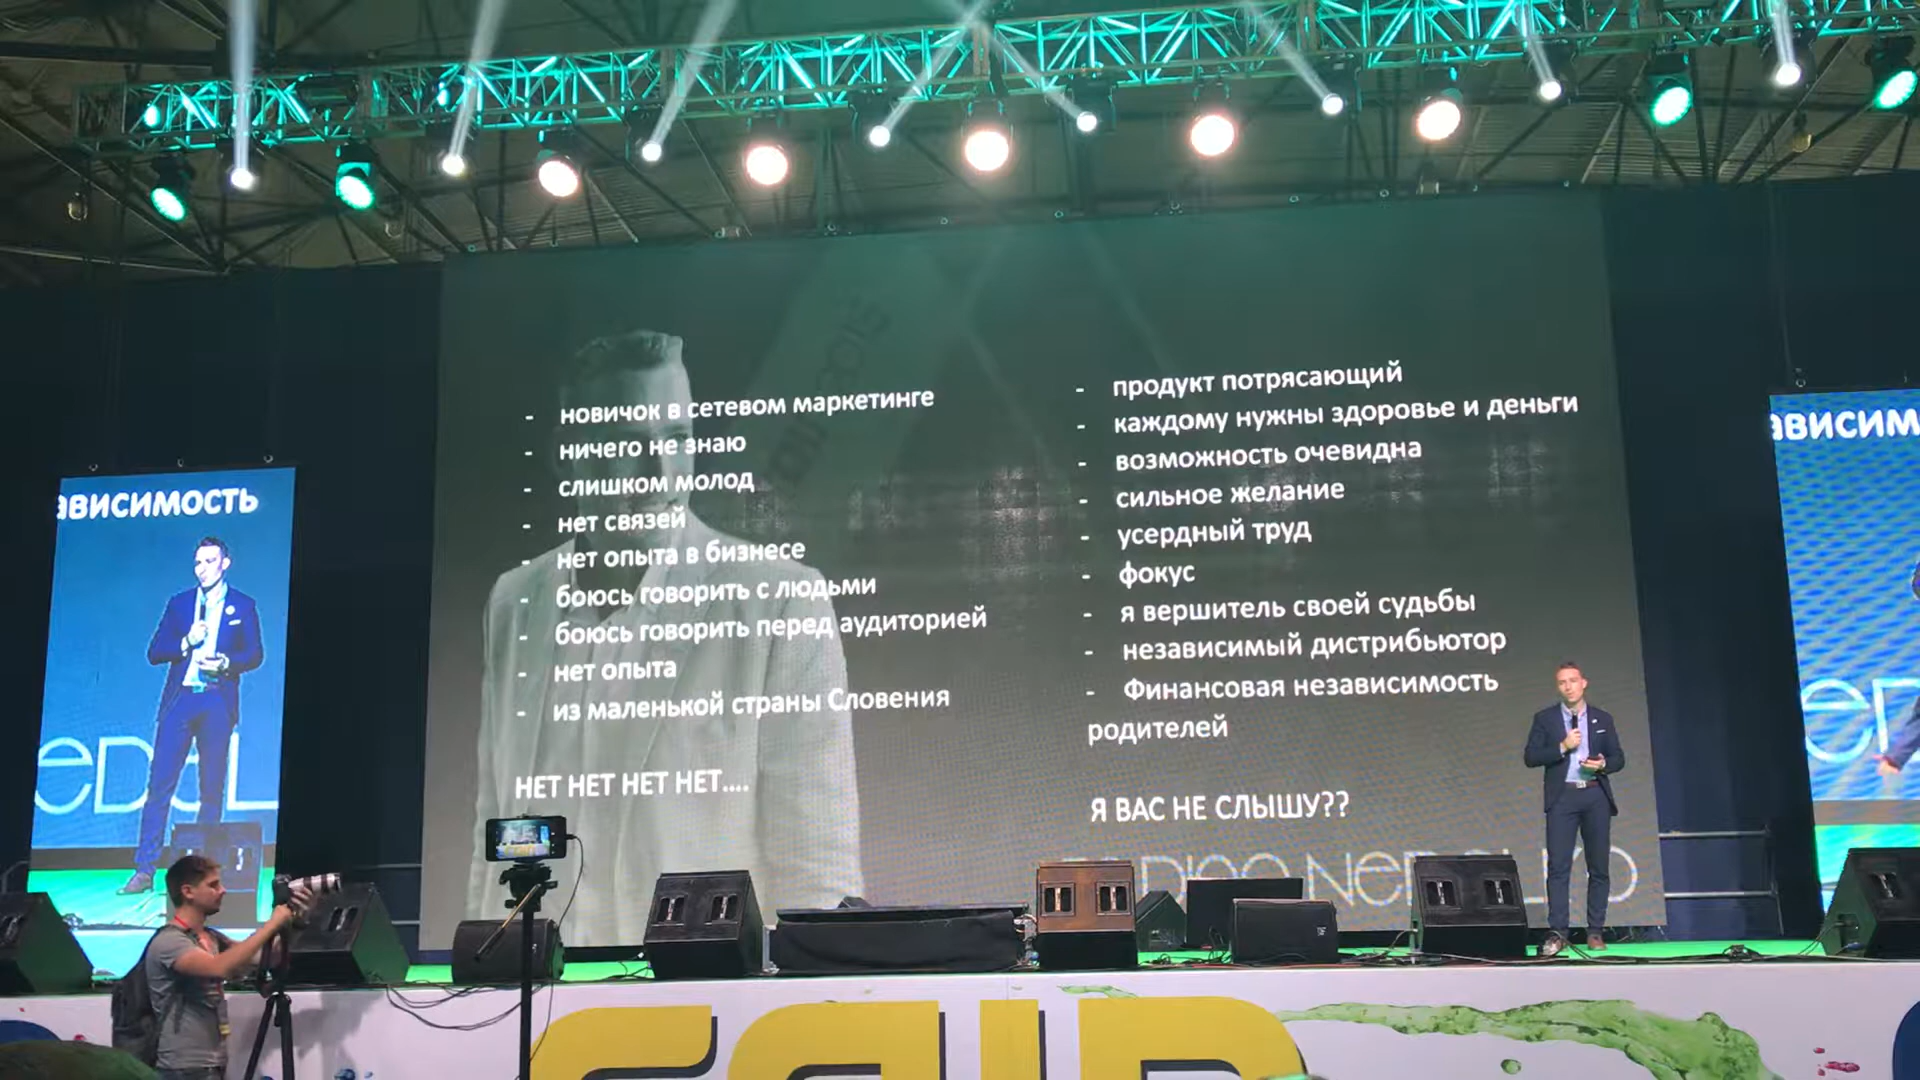 - новичок в сетевом маркетинге
- ничего не знаю
- слишком молод
- нет связей
- нет опыта в бизнесе
- боюсь говорить с людьми
- боюсь говорить перед аудиторией
- нет опыта
- из маленькой страны Словения
НЕТ НЕТ НЕТ НЕТ....
- продукт потрясающий
- каждому нужны здоровье и деньги
- возможность очевидна
- сильное желание
- усердный труд
- фокус
- я вершитель своей судьбы
- независимый дистрибьютор
- Финансовая независимость
родителей
Я ВАС НЕ СЛЫШУ??
ависимость
ависим